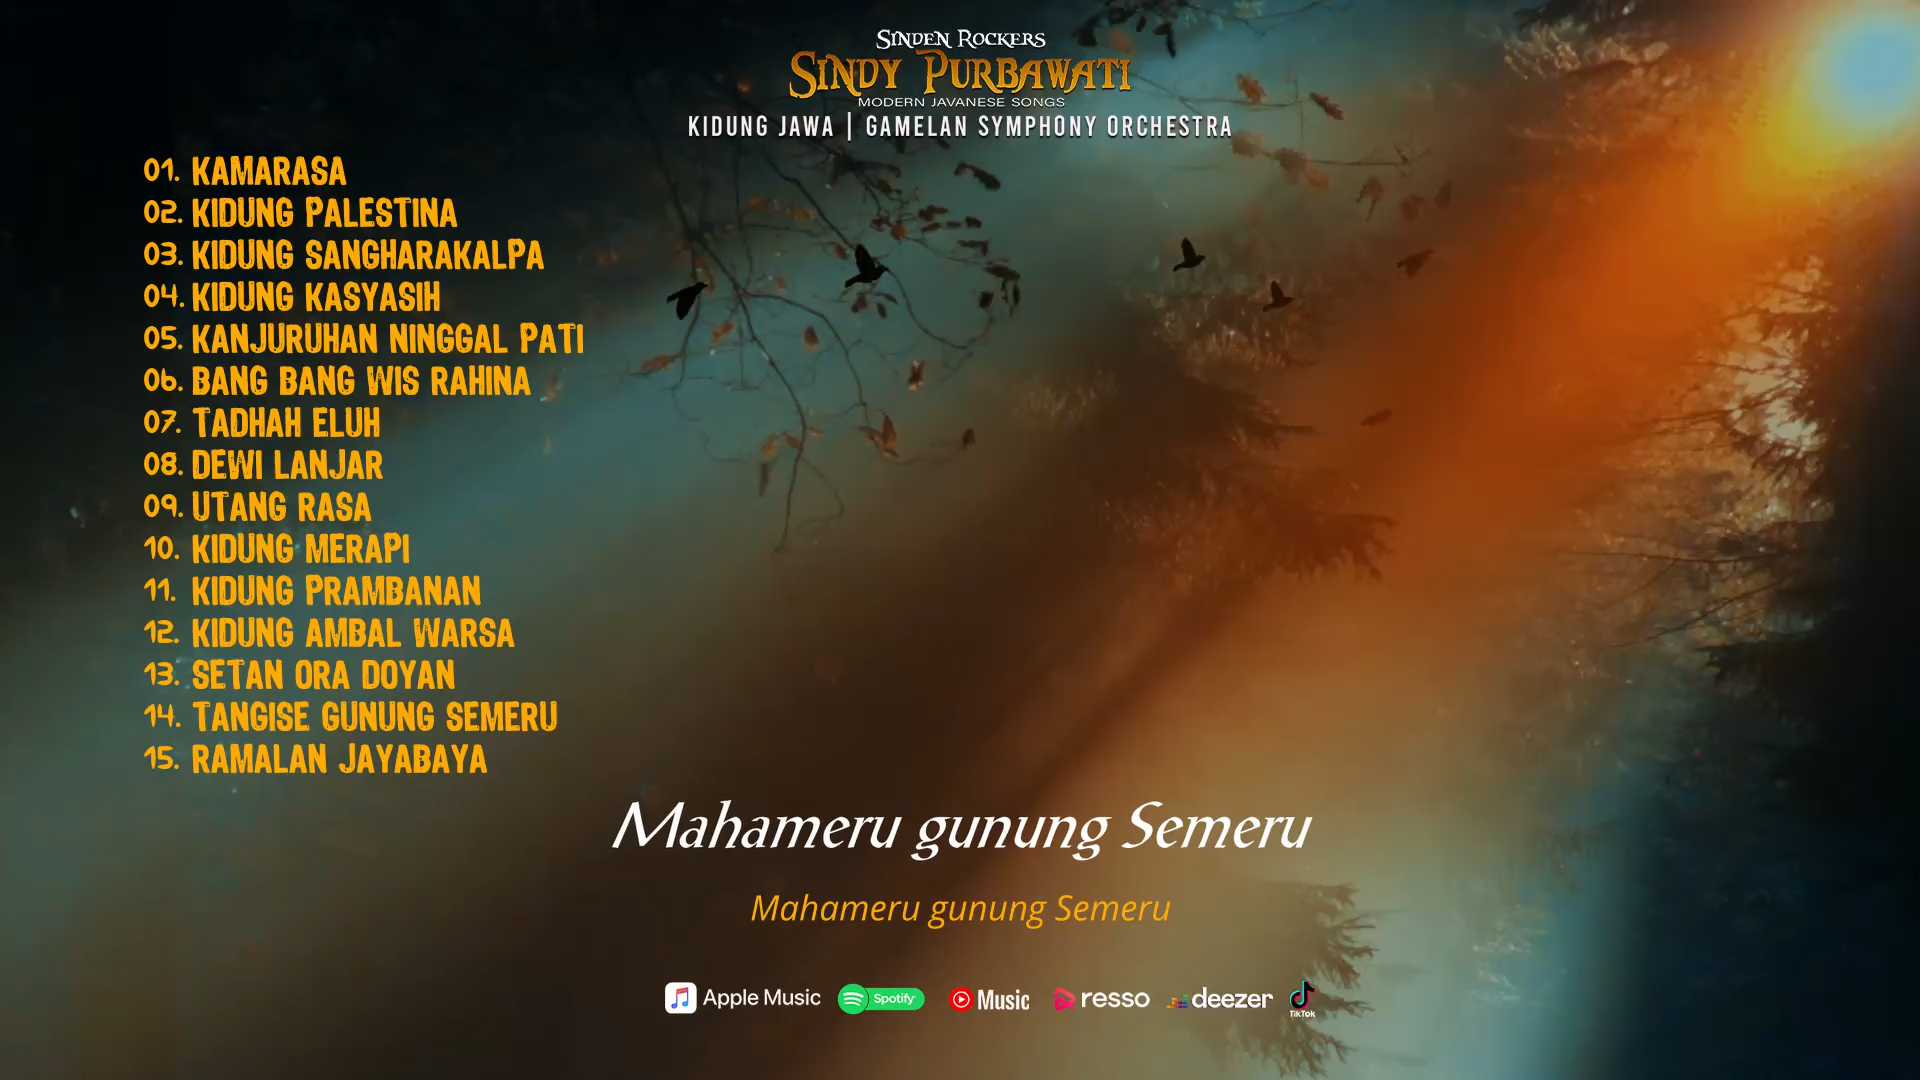 SINDEN ROCKERS
SINDY PURBAWATI
MODERN JAVANESE SONGS
KIDUNG JAWA | GAMELAN SYMPHONY ORCHESTRA
01. KAMARASA
02. KIDUNG PALESTINA
03. KIDUNG SANGHARAKALPA
04. KIDUNG KASYASIH
05. KANJURUHAN NINGGAL PATI
06. BANG BANG WIS RAHINA
07. TADHAH ELUH
08. DEWI LANJAR
09. UTANG RASA
10. KIDUNG MERAPI
11. KIDUNG PRAMBANAN
12. KIDUNG AMBAL WARSA
13. SETAN ORA DOYAN
14. TANGISE GUNUNG SEMERU
15. RAMALAN JAYABAYA
Mahameru gunung Semeru
Mahameru gunung Semeru
Apple Music Spotify Music resso deezer TikTok